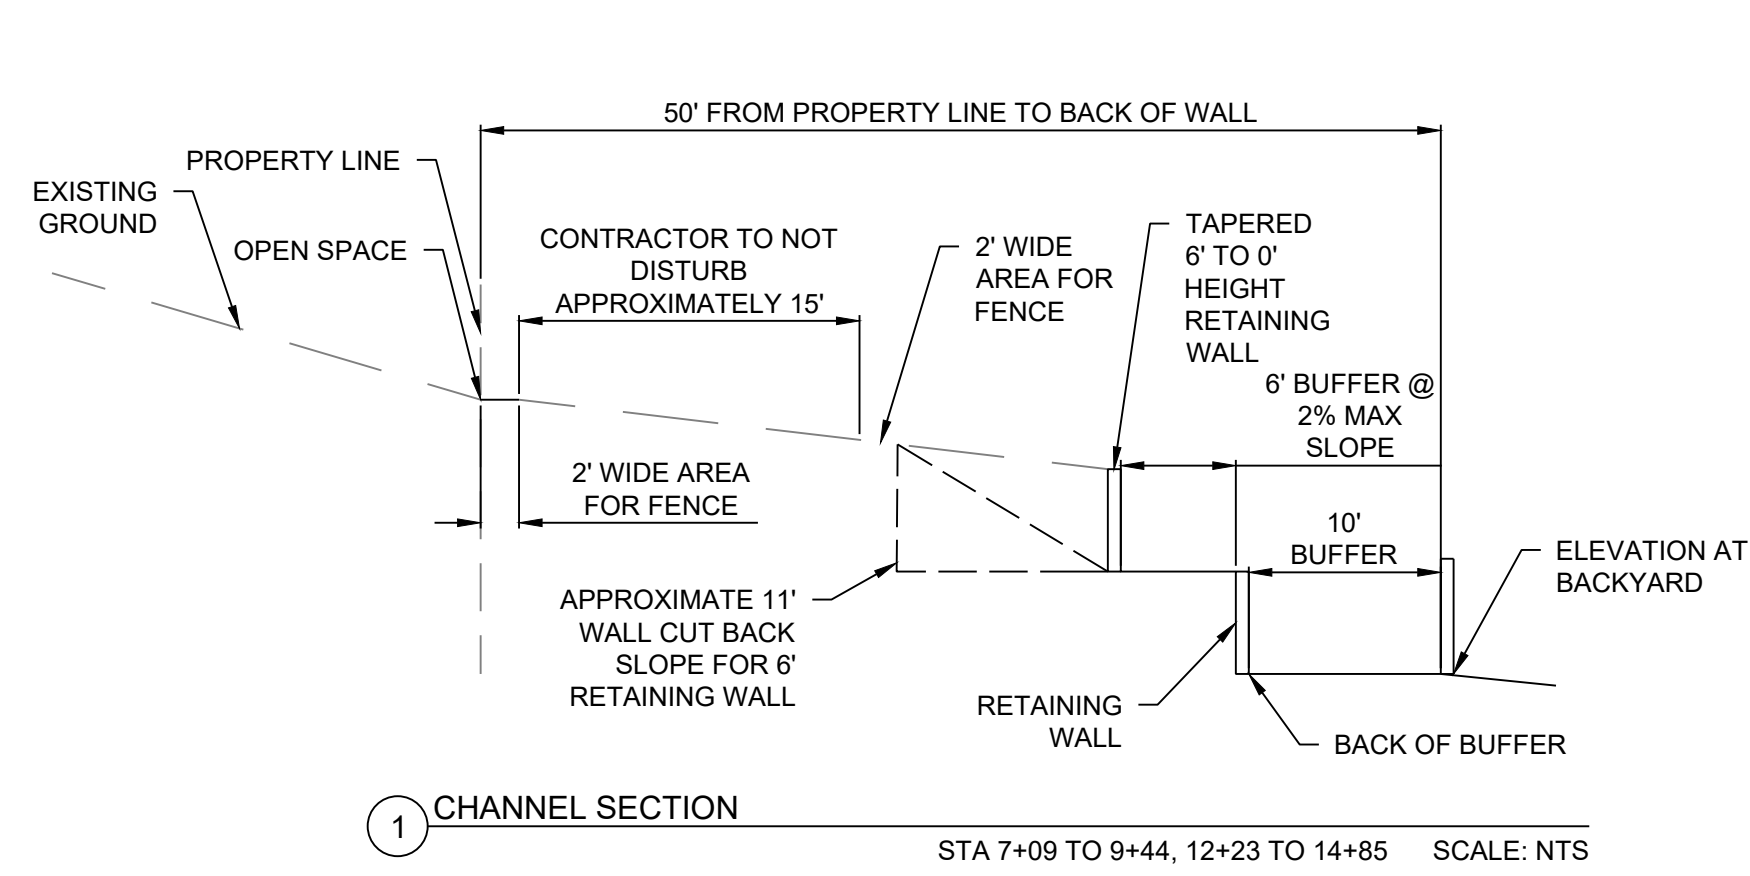 50' FROM PROPERTY LINE TO BACK OF WALL
PROPERTY LINE
EXISTING
GROUND
OPEN SPACE
CONTRACTOR TO NOT
DISTURB
APPROXIMATELY 15'
2' WIDE
AREA FOR
FENCE
TAPERED
6' TO 0'
HEIGHT
RETAINING
WALL
6' BUFFER @
2% MAX
SLOPE
2' WIDE AREA
FOR FENCE
10'
BUFFER
ELEVATION AT
BACKYARD
APPROXIMATE 11'
WALL CUT BACK
SLOPE FOR 6'
RETAINING WALL
RETAINING
WALL
BACK OF BUFFER
1
CHANNEL SECTION
STA 7+09 TO 9+44, 12+23 TO 14+85 SCALE: NTS